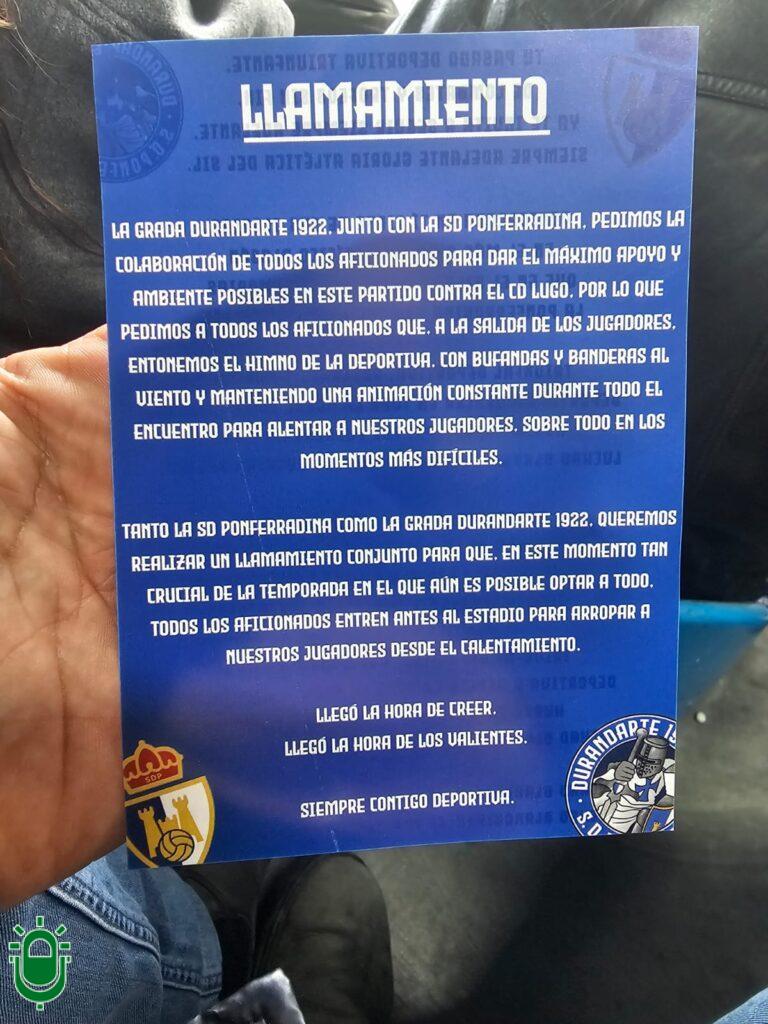 LLAMAMIENTO
LA GRADA DURANDARTE 1922, JUNTO CON LA SD PONFERRADINA, PEDIMOS LA
COLABORACIÓN DE TODOS LOS AFICIONADOS PARA DAR EL MÁXIMO APOYO Y
AMBIENTE POSIBLES EN ESTE PARTIDO CONTRA EL CD LUGO, POR LO QUE
PEDIMOS A TODOS LOS AFICIONADOS QUE, A LA SALIDA DE LOS JUGADORES,
ENTONEMOS EL HIMNO DE LA DEPORTIVA, CON BUFANDAS Y BANDERAS AL
VIENTO Y MANTENIENDO UNA ANIMACIÓN CONSTANTE DURANTE TODO EL
ENCUENTRO PARA ALENTAR A NUESTROS JUGADORES, SOBRE TODO EN LOS
MOMENTOS MÁS DIFÍCILES.
TANTO LA SD PONFERRADINA COMO LA GRADA DURANDARTE 1922, QUEREMOS
REALIZAR UN LLAMAMIENTO CONJUNTO PARA QUE, EN ESTE MOMENTO TAN
CRUCIAL DE LA TEMPORADA EN EL QUE AÚN ES POSIBLE OPTAR A TODO,
TODOS LOS AFICIONADOS ENTREN ANTES AL ESTADIO PARA ARROPAR A
NUESTROS JUGADORES DESDE EL CALENTAMIENTO.
LLEGÓ LA HORA DE CREER.
LLEGÓ LA HORA DE LOS VALIENTES.
SIEMPRE CONTIGO DEPORTIVA.
SDP
DURANDARTE 19
S.D.